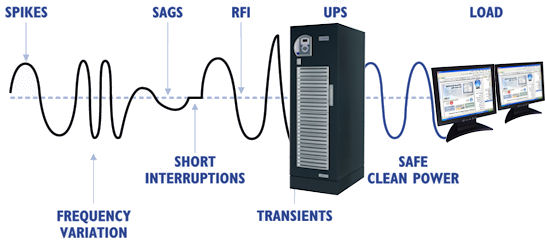 SPIKES
SAGS
RFI
UPS
LOAD
SHORT
INTERRUPTIONS
SAFE
CLEAN POWER
FREQUENCY
VARIATION
TRANSIENTS